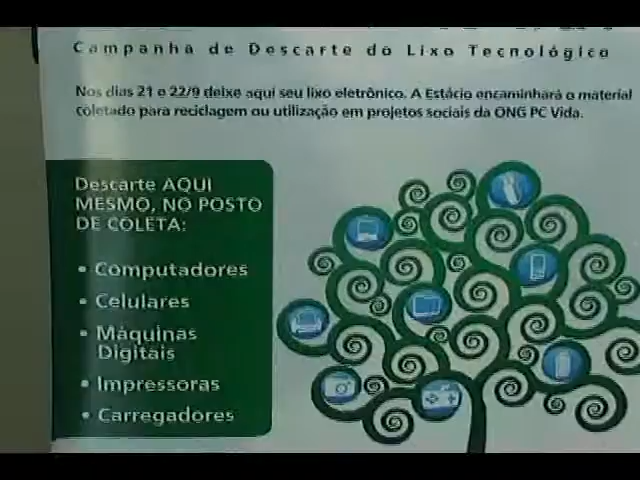 Campanha de Descarte do Lixo Tecnológico
Nos dias 21 e 22/9 deixe aqui seu lixo eletrônico. A Estácio encaminhará o material
coletado para reciclagem ou utilização em projetos sociais da ONG PC Vida.
Descarte AQUI
MESMO, NO POSTO
DE COLETA:
• Computadores
• Celulares
• Máquinas
Digitais
• Impressoras
• Carregadores